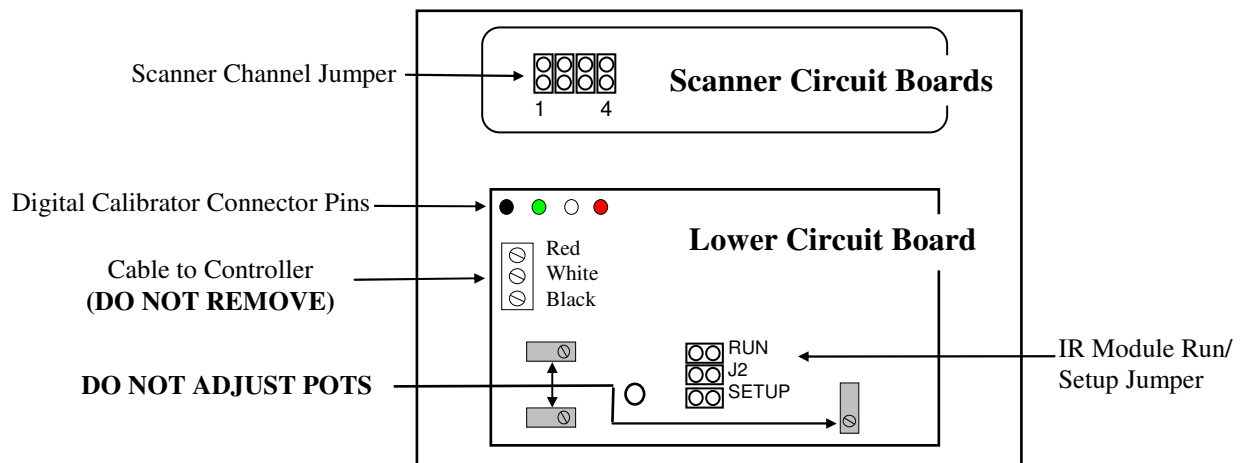 Scanner Channel Jumper
1 4
Scanner Circuit Boards
Digital Calibrator Connector Pins
Lower Circuit Board
Cable to Controller
(DO NOT REMOVE)
Red
White
Black
DO NOT ADJUST POTS
RUN
J2
SETUP
IR Module Run/
Setup Jumper